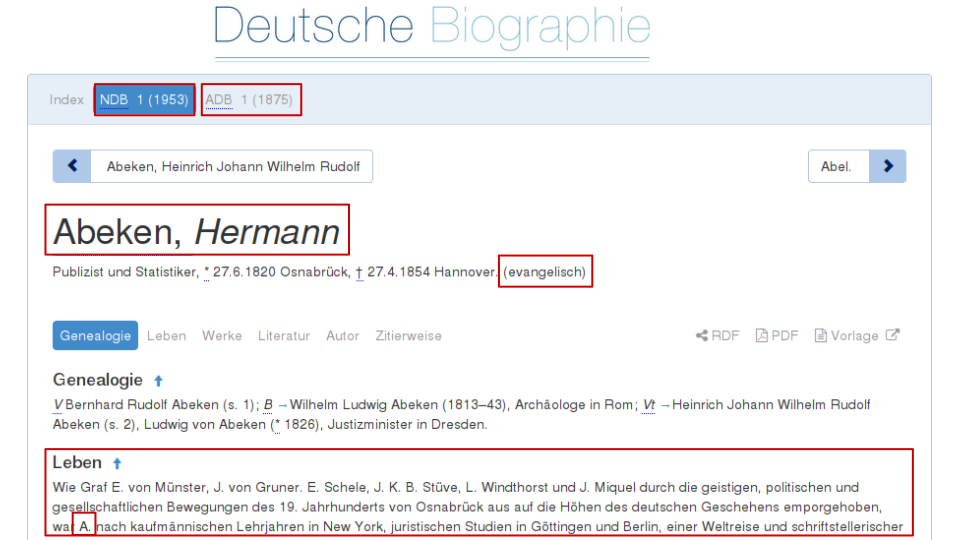 Deutsche Biographie
Index NDB 1 (1953) ADB 1 (1875)
Abeken, Heinrich Johann Wilhelm Rudolf
Abel.
Abeken, Hermann
Publizist und Statistiker, * 27.6.1820 Osnabrück, † 27.4.1854 Hannover. (evangelisch)
Genealogie Leben Werke Literatur Autor Zitierweise RDF PDF Vorlage
Genealogie
V Bernhard Rudolf Abeken (s. 1); B → Wilhelm Ludwig Abeken (1813–43), Archäologe in Rom; Vt → Heinrich Johann Wilhelm Rudolf
Abeken (s. 2), Ludwig von Abeken (* 1826), Justizminister in Dresden.
Leben
Wie Graf E. von Münster, J. von Gruner. E. Schele, J. K. B. Stüve, L. Windthorst und J. Miquel durch die geistigen, politischen und
gesellschaftlichen Bewegungen des 19. Jahrhunderts von Osnabrück aus auf die Höhen des deutschen Geschehens emporgehoben,
war A. nach kaufmännischen Lehrjahren in New York, juristischen Studien in Göttingen und Berlin, einer Weltreise und schriftstellerischer